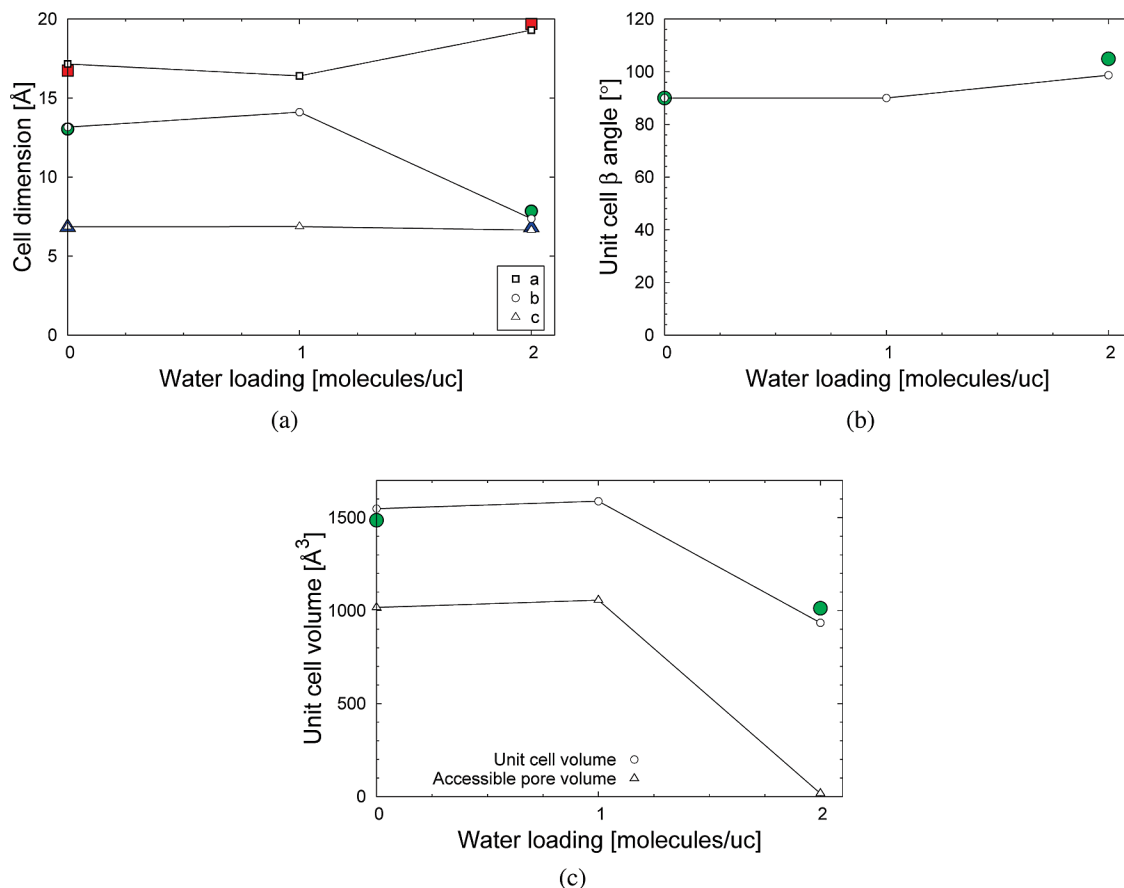 20
15
10
5
0
Cell dimension [Å]
a
b
c
0
1
2
Water loading [molecules/uc]
(a)
120
100
80
60
40
20
0
Unit cell β angle [°]
0
1
2
Water loading [molecules/uc]
(b)
1500
1000
500
0
Unit cell volume [Å³]
Unit cell volume
Accessible pore volume
0
1
2
Water loading [molecules/uc]
(c)